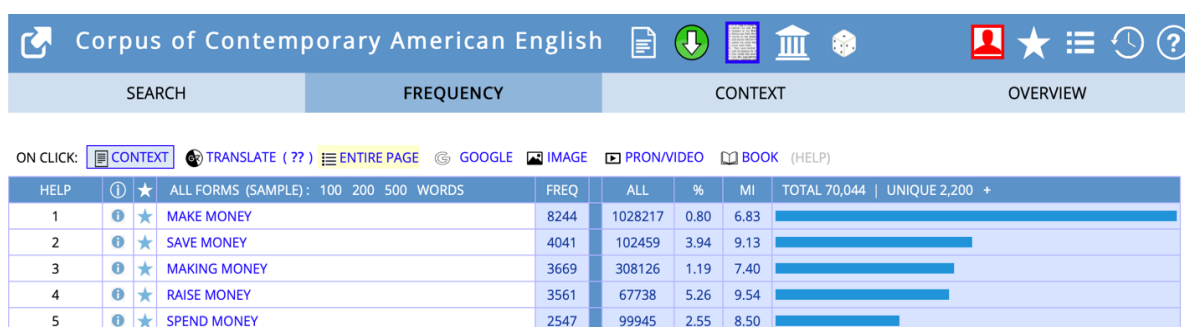 Corpus of Contemporary American English
SEARCH FREQUENCY CONTEXT OVERVIEW
ON CLICK: CONTEXT TRANSLATE ( ?? ) ENTIRE PAGE G GOOGLE IMAGE PRON/VIDEO BOOK (HELP)
HELP ALL FORMS (SAMPLE) : 100 200 500 WORDS FREQ ALL % MI TOTAL 70,044 | UNIQUE 2,200 +
1 MAKE MONEY 8244 1028217 0.80 6.83
2 SAVE MONEY 4041 102459 3.94 9.13
3 MAKING MONEY 3669 308126 1.19 7.40
4 RAISE MONEY 3561 67738 5.26 9.54
5 SPEND MONEY 2547 99945 2.55 8.50